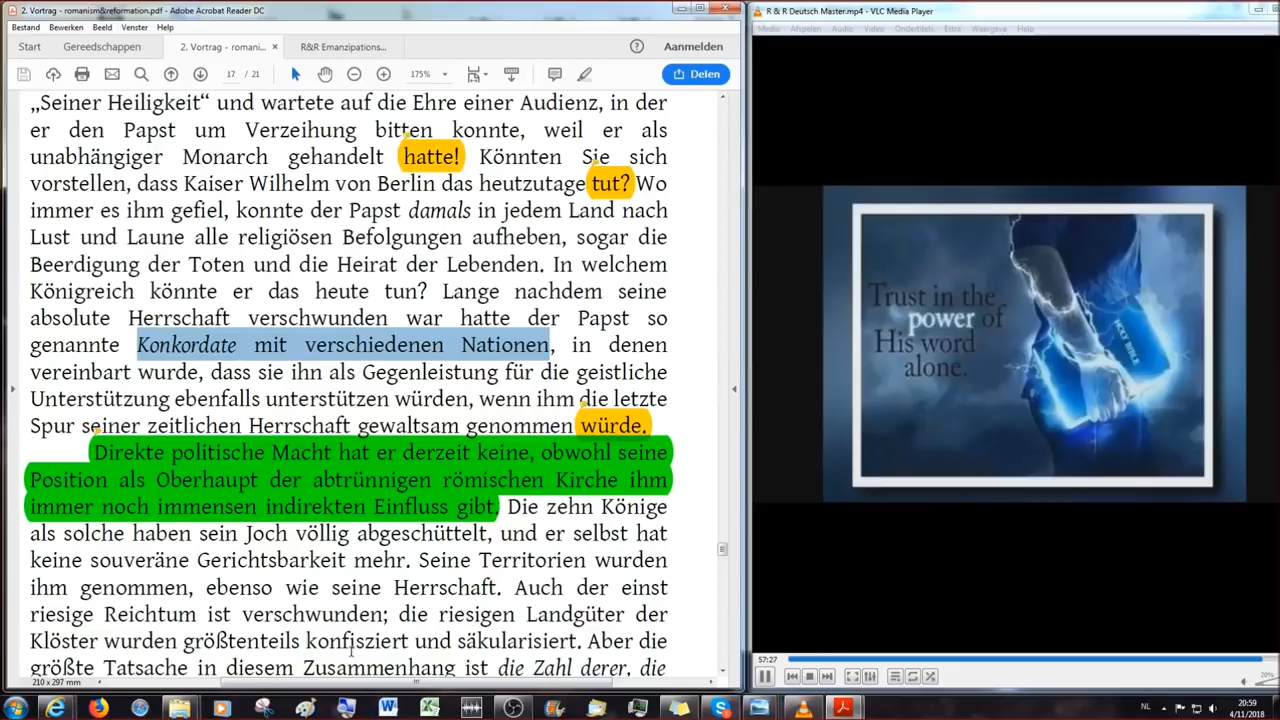 2. Vortrag - romanism&reformation.pdf - Adobe Acrobat Reader DC
Bestand Bewerken Beeld Venster Help
Start Gereedschappen 2. Vortrag - romani... × R&R Emanzipations... Aanmelden
17 / 21 175% Delen
„Seiner Heiligkeit“ und wartete auf die Ehre einer Audienz, in der
er den Papst um Verzeihung bitten konnte, weil er als
unabhängiger Monarch gehandelt hatte! Könnten Sie sich
vorstellen, dass Kaiser Wilhelm von Berlin das heutzutage tut? Wo
immer es ihm gefiel, konnte der Papst damals in jedem Land nach
Lust und Laune alle religiösen Befolgungen aufheben, sogar die
Beerdigung der Toten und die Heirat der Lebenden. In welchem
Königreich könnte er das heute tun? Lange nachdem seine
absolute Herrschaft verschwunden war hatte der Papst so
genannte Konkordate mit verschiedenen Nationen, in denen
vereinbart wurde, dass sie ihn als Gegenleistung für die geistliche
Unterstützung ebenfalls unterstützen würden, wenn ihm die letzte
Spur seiner zeitlichen Herrschaft gewaltsam genommen würde.
Direkte politische Macht hat er derzeit keine, obwohl seine
Position als Oberhaupt der abtrünnigen römischen Kirche ihm
immer noch immensen indirekten Einfluss gibt. Die zehn Könige
als solche haben sein Joch völlig abgeschüttelt, und er selbst hat
keine souveräne Gerichtsbarkeit mehr. Seine Territorien wurden
ihm genommen, ebenso wie seine Herrschaft. Auch der einst
riesige Reichtum ist verschwunden; die riesigen Landgüter der
Klöster wurden größtenteils konfisziert und säkularisiert. Aber die
größte Tatsache in diesem Zusammenhang ist die Zahl derer, die
210 x 297 mm
R & R Deutsch Master.mp4 - VLC Media Player
Media Afspelen Audio Video Ondertitels Extra Weergave Help
Trust in the
power of
His word
alone.
HOLY BIBLE
57:27
20%
NL 20:59
4/11/2018